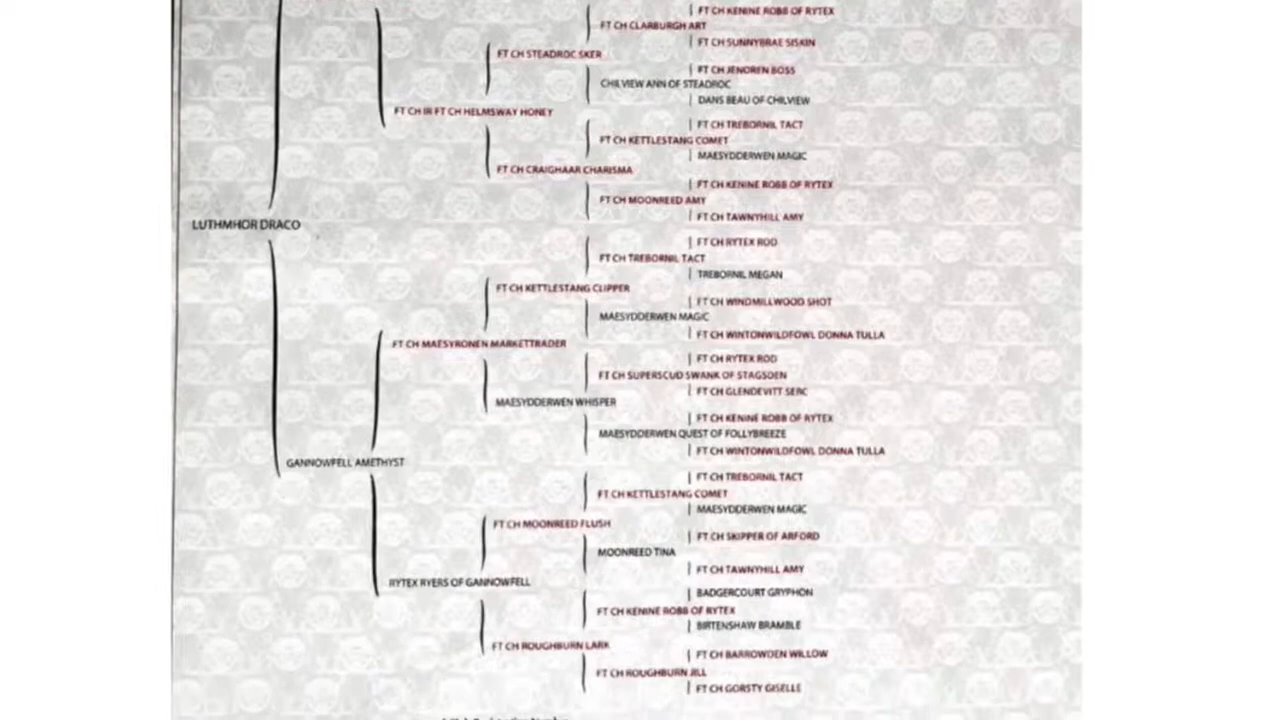 FT CH KENINE ROBB OF RYTEX
FT CH CLARBURGH ART
FT CH SUNNYBRAE SISKIN
FT CH STEADROC SKER
FT CH JENOREN BOSS
CHILVIEW ANN OF STEADROC
DANS BEAU OF CHILVIEW
FT CH IR FT CH HELMSWAY HONEY
FT CH TREBORNIL TACT
FT CH KETTLESTANG COMET
MAESYDDERWEN MAGIC
FT CH CRAIGHAAR CHARISMA
FT CH KENINE ROBB OF RYTEX
FT CH MOONREED AMY
FT CH TAWNYHILL AMY
LUTHMHOR DRACO
FT CH RYTEX ROD
FT CH TREBORNIL TACT
TREBORNIL MEGAN
FT CH KETTLESTANG CLIPPER
FT CH WINDMILLWOOD SHOT
MAESYDDERWEN MAGIC
FT CH WINTONWILDFOWL DONNA TULLA
FT CH MAESYRONEN MARKETTRADER
FT CH RYTEX ROD
FT CH SUPERSCUD SWANK OF STAGSDEN
FT CH GLENDEVITT SERC
MAESYDDERWEN WHISPER
FT CH KENINE ROBB OF RYTEX
MAESYDDERWEN QUEST OF FOLLYBREEZE
FT CH WINTONWILDFOWL DONNA TULLA
GANNOWFELL AMETHYST
FT CH TREBORNIL TACT
FT CH KETTLESTANG COMET
MAESYDDERWEN MAGIC
FT CH MOONREED FLUSH
FT CH SKIPPER OF ARFORD
MOONREED TINA
FT CH TAWNYHILL AMY
RYTEX RYERS OF GANNOWFELL
BADGERCOURT GRYPHON
FT CH KENINE ROBB OF RYTEX
BIRTENSHAW BRAMBLE
FT CH ROUGHBURN LARK
FT CH BARROWDEN WILLOW
FT CH ROUGHBURN JILL
FT CH GORSTY GISELLE